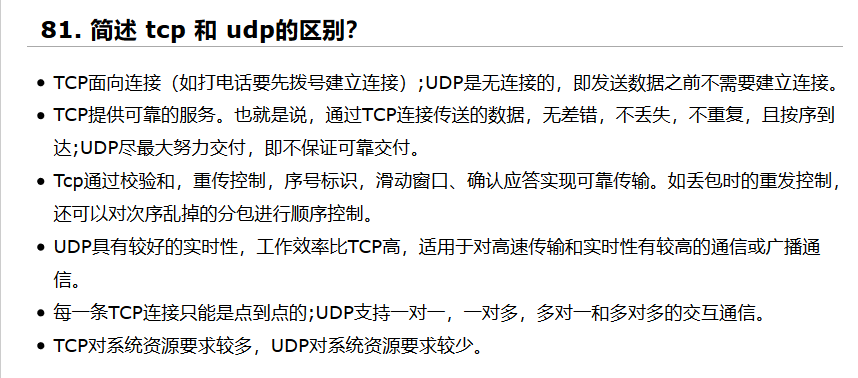 81. 简述 tcp 和 udp的区别?
• TCP面向连接（如打电话要先拨号建立连接）;UDP是无连接的，即发送数据之前不需要建立连接。
• TCP提供可靠的服务。也就是说，通过TCP连接传送的数据，无差错，不丢失，不重复，且按序到
达;UDP尽最大努力交付，即不保证可靠交付。
• Tcp通过校验和，重传控制，序号标识，滑动窗口、确认应答实现可靠传输。如丢包时的重发控制，
还可以对次序乱掉的分包进行顺序控制。
• UDP具有较好的实时性，工作效率比TCP高，适用于对高速传输和实时性有较高的通信或广播通
信。
• 每一条TCP连接只能是点到点的;UDP支持一对一，一对多，多对一和多对多的交互通信。
• TCP对系统资源要求较多，UDP对系统资源要求较少。